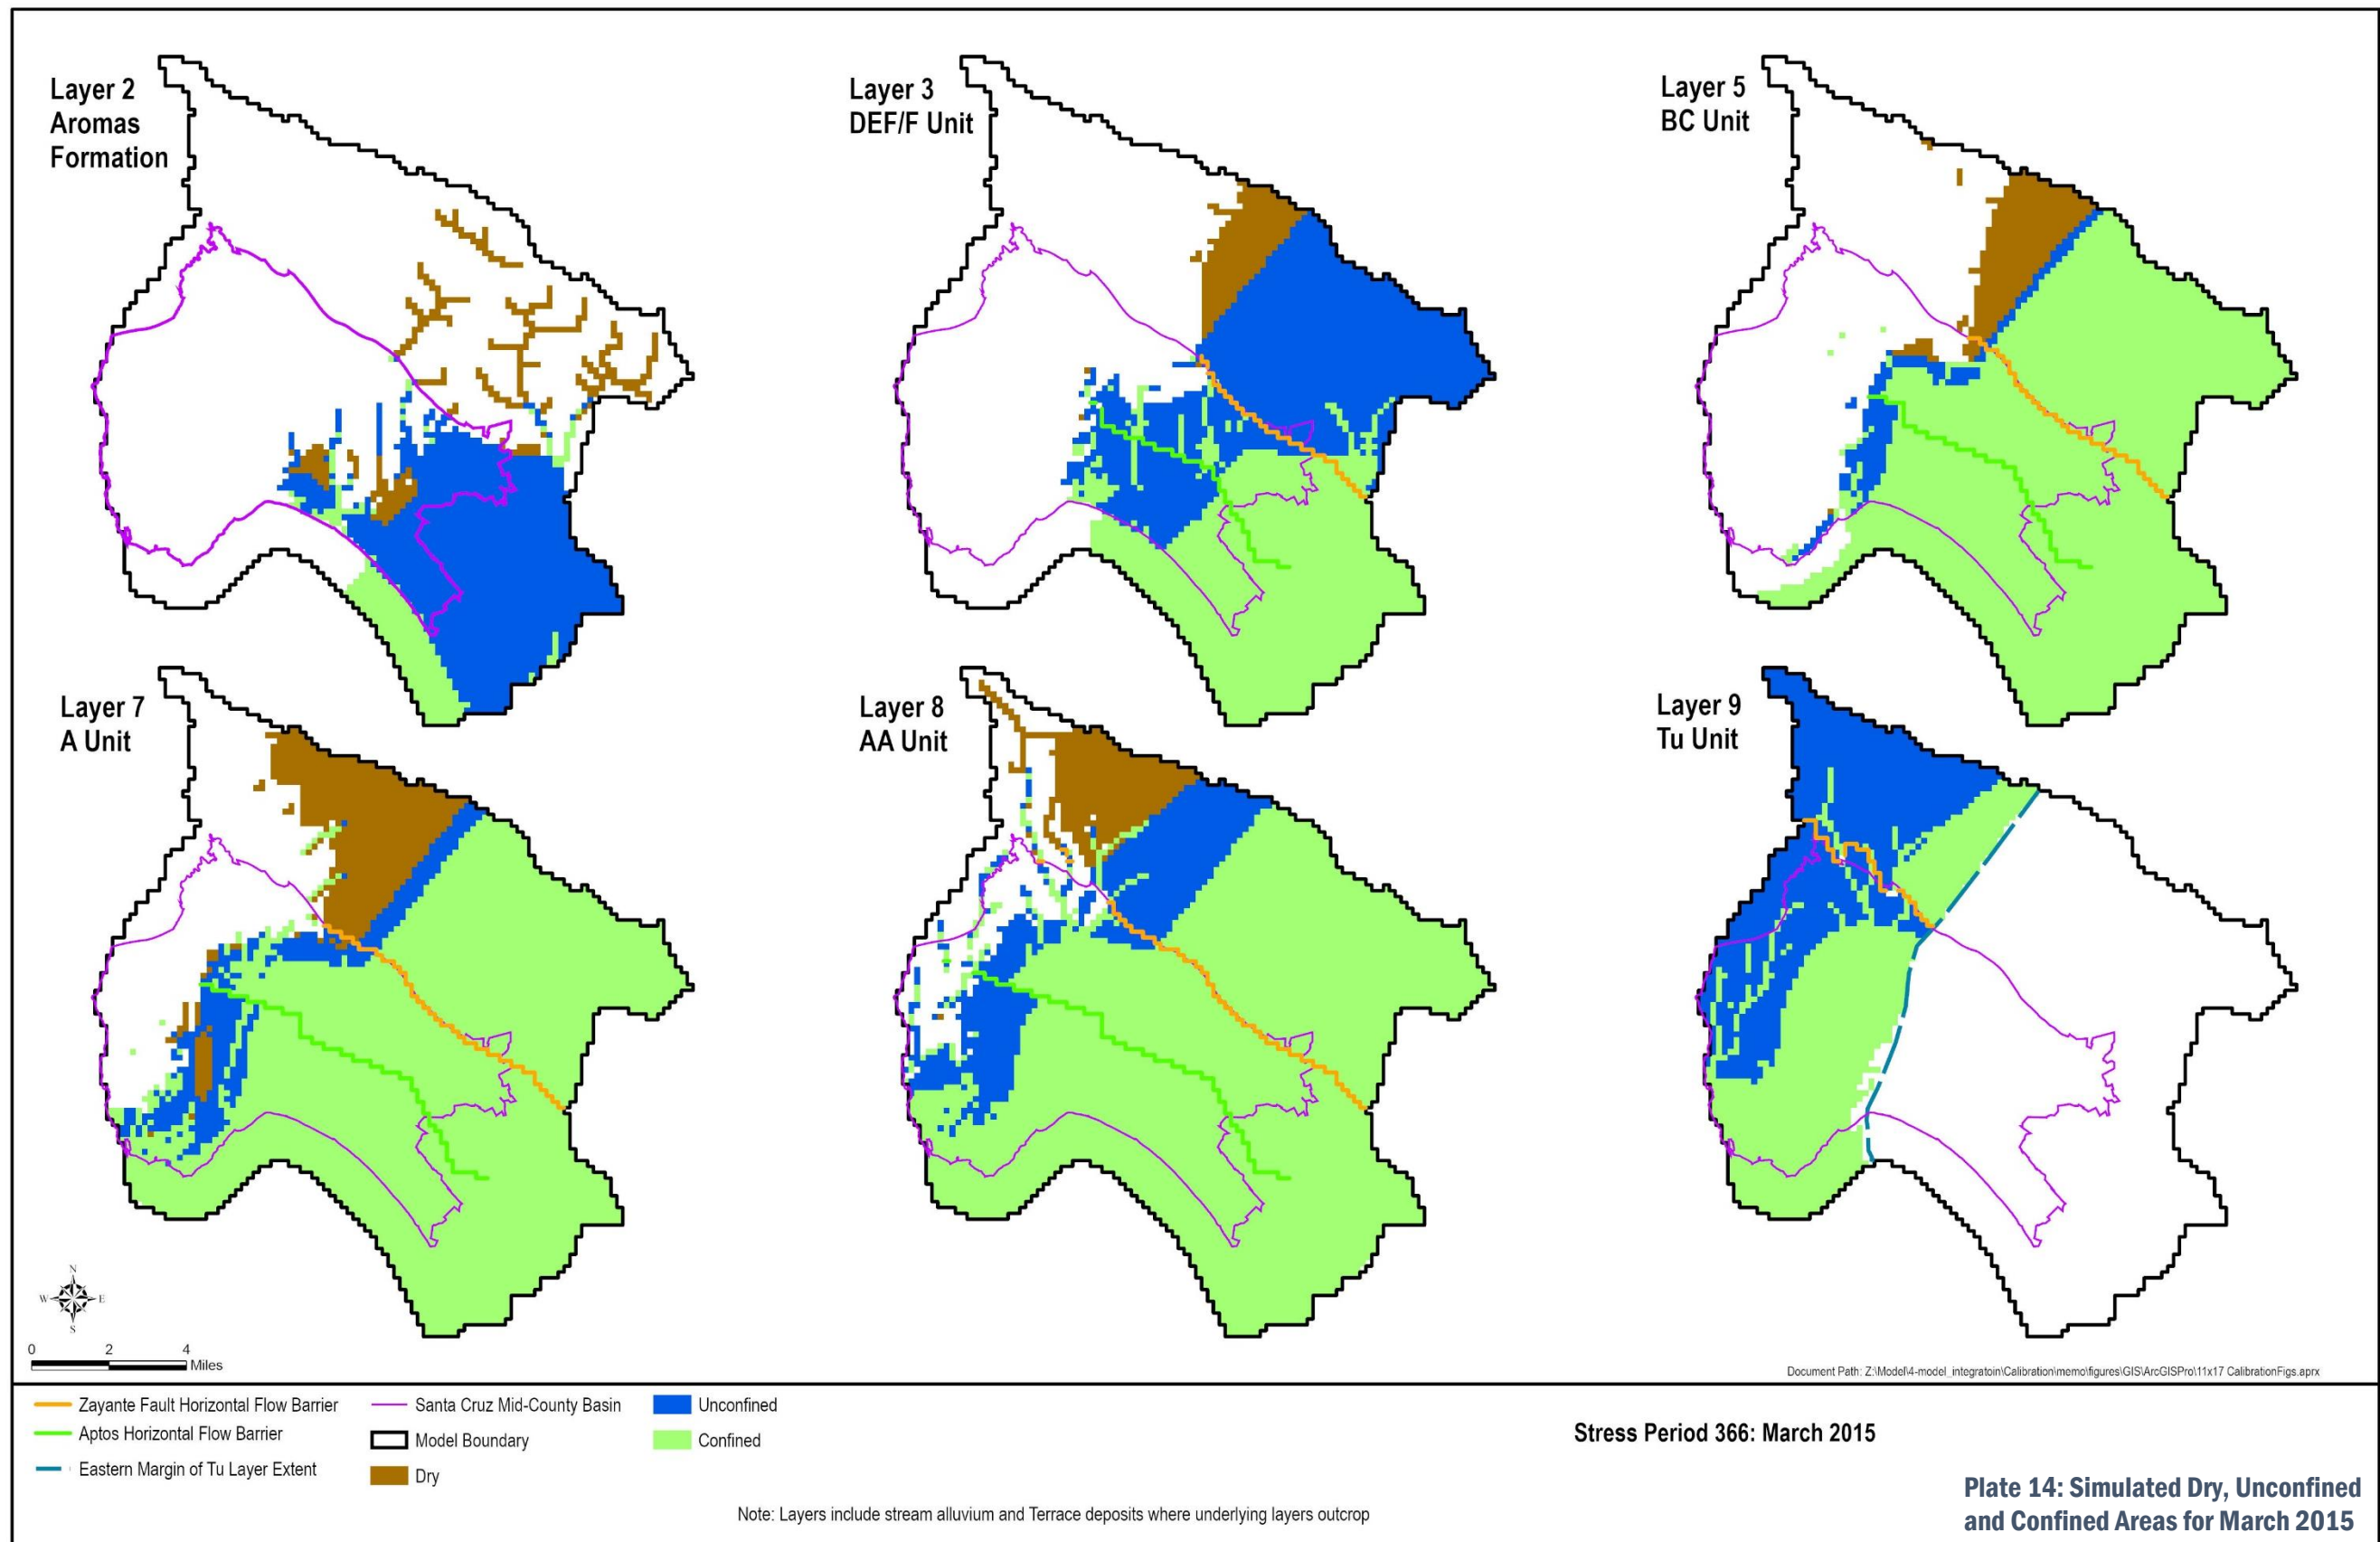 Layer 2
Aromas
Formation
Layer 3
DEF/F Unit
Layer 5
BC Unit
Layer 7
A Unit
Layer 8
AA Unit
Layer 9
Tu Unit
N
W E
S
0 2 4
Miles
Document Path: Z:\Model\4-model_integratoin\Calibration\memo\figures\GIS\ArcGISPro\11x17 CalibrationFigs.aprx
Zayante Fault Horizontal Flow Barrier
Aptos Horizontal Flow Barrier
Eastern Margin of Tu Layer Extent
Santa Cruz Mid-County Basin
Model Boundary
Dry
Unconfined
Confined
Stress Period 366: March 2015
Note: Layers include stream alluvium and Terrace deposits where underlying layers outcrop
Plate 14: Simulated Dry, Unconfined
and Confined Areas for March 2015